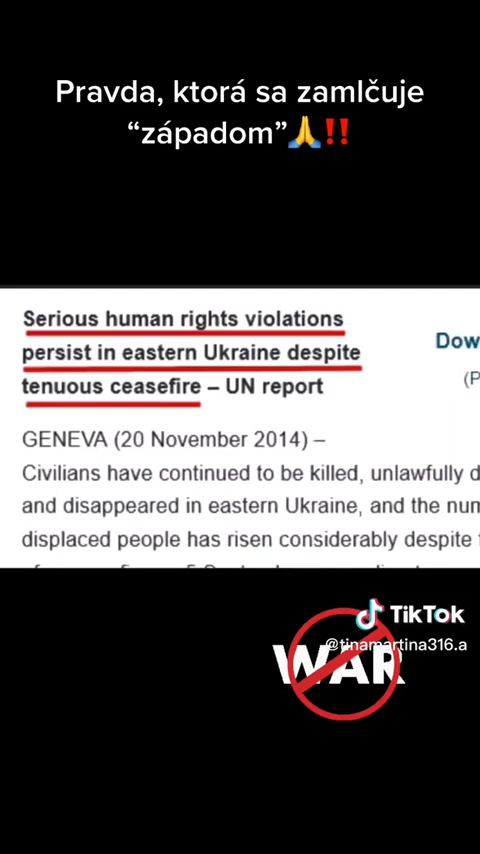 Pravda, ktorá sa zamlčuje
“západom”🙏‼️
Serious human rights violations
persist in eastern Ukraine despite
tenuous ceasefire – UN report
Dow
(P
GENEVA (20 November 2014) –
Civilians have continued to be killed, unlawfully d
and disappeared in eastern Ukraine, and the num
displaced people has risen considerably despite
TikTok
@tinamartina316.a
WAR